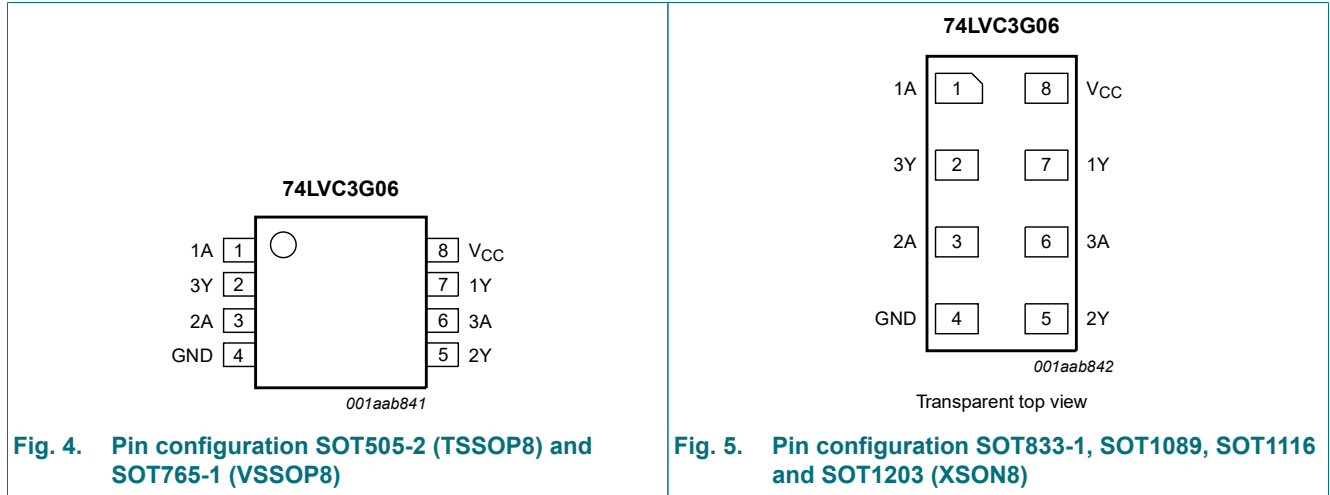 74LVC3G06
1A 1 8 VCC
3Y 2 7 1Y
2A 3 6 3A
GND 4 5 2Y
001aab841
Fig. 4. Pin configuration SOT505-2 (TSSOP8) and
SOT765-1 (VSSOP8)
74LVC3G06
1A 1 8 VCC
3Y 2 7 1Y
2A 3 6 3A
GND 4 5 2Y
001aab842
Transparent top view
Fig. 5. Pin configuration SOT833-1, SOT1089, SOT1116
and SOT1203 (XSON8)